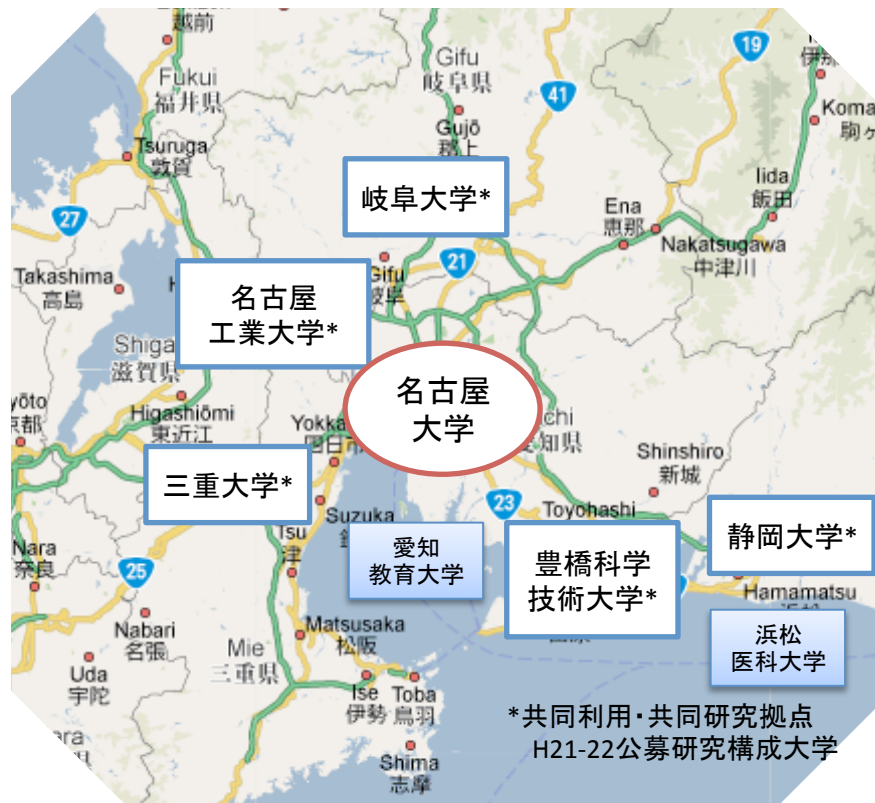 越前
Fukui
福井県
Tsuruga
敦賀
27
Takashima
高島
Shiga
滋賀県
Higashiōmi
東近江
yōto
京都
Nara
奈良
25
Nabari
名張
Uda
宇陀
Gifu
岐阜県
Gujō
郡上
41
19
伊那
Koma
駒ヶ
Iida
飯田
Ena
恵那
Nakatsugawa
中津川
岐阜大学*
21
Gifu
岐阜
名古屋
工業大学*
名古屋
大学
chi
愛知県
Yokka
四日市
三重大学*
Suzuka
Tsu
津
Matsusaka
松阪
Mie
三重県
Ise
伊勢
Toba
鳥羽
Shima
志摩
愛知
教育大学
23
Toyohashi
豊橋科学
技術大学*
Shinshiro
新城
静岡大学*
Hamamatsu
浜松
医科大学
*共同利用・共同研究拠点
H21-22公募研究構成大学